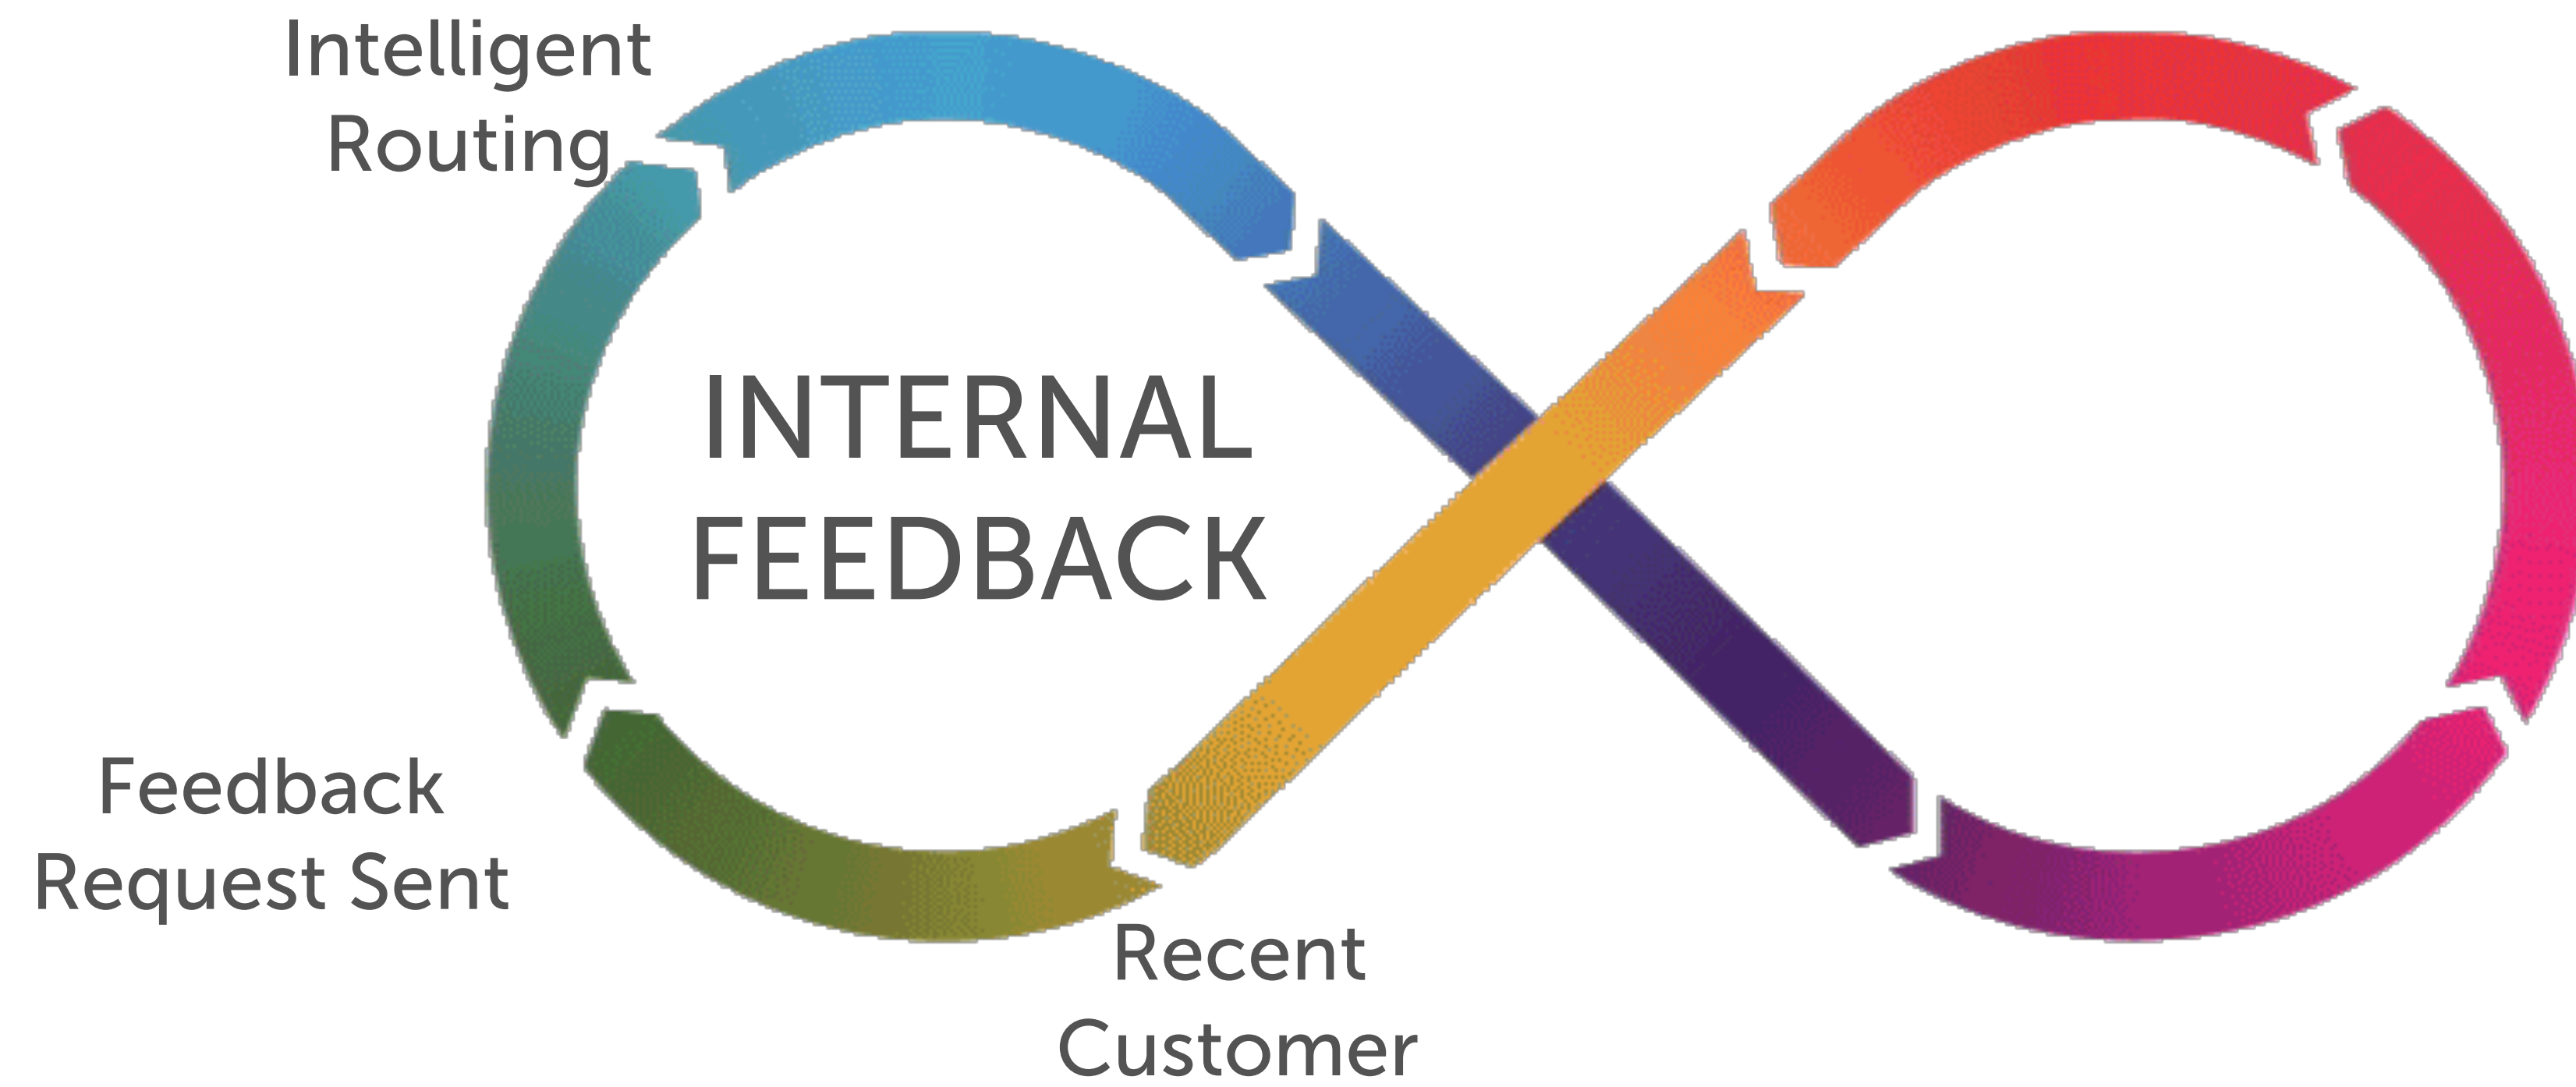 Intelligent
Routing
INTERNAL
FEEDBACK
Feedback
Request Sent
Recent
Customer